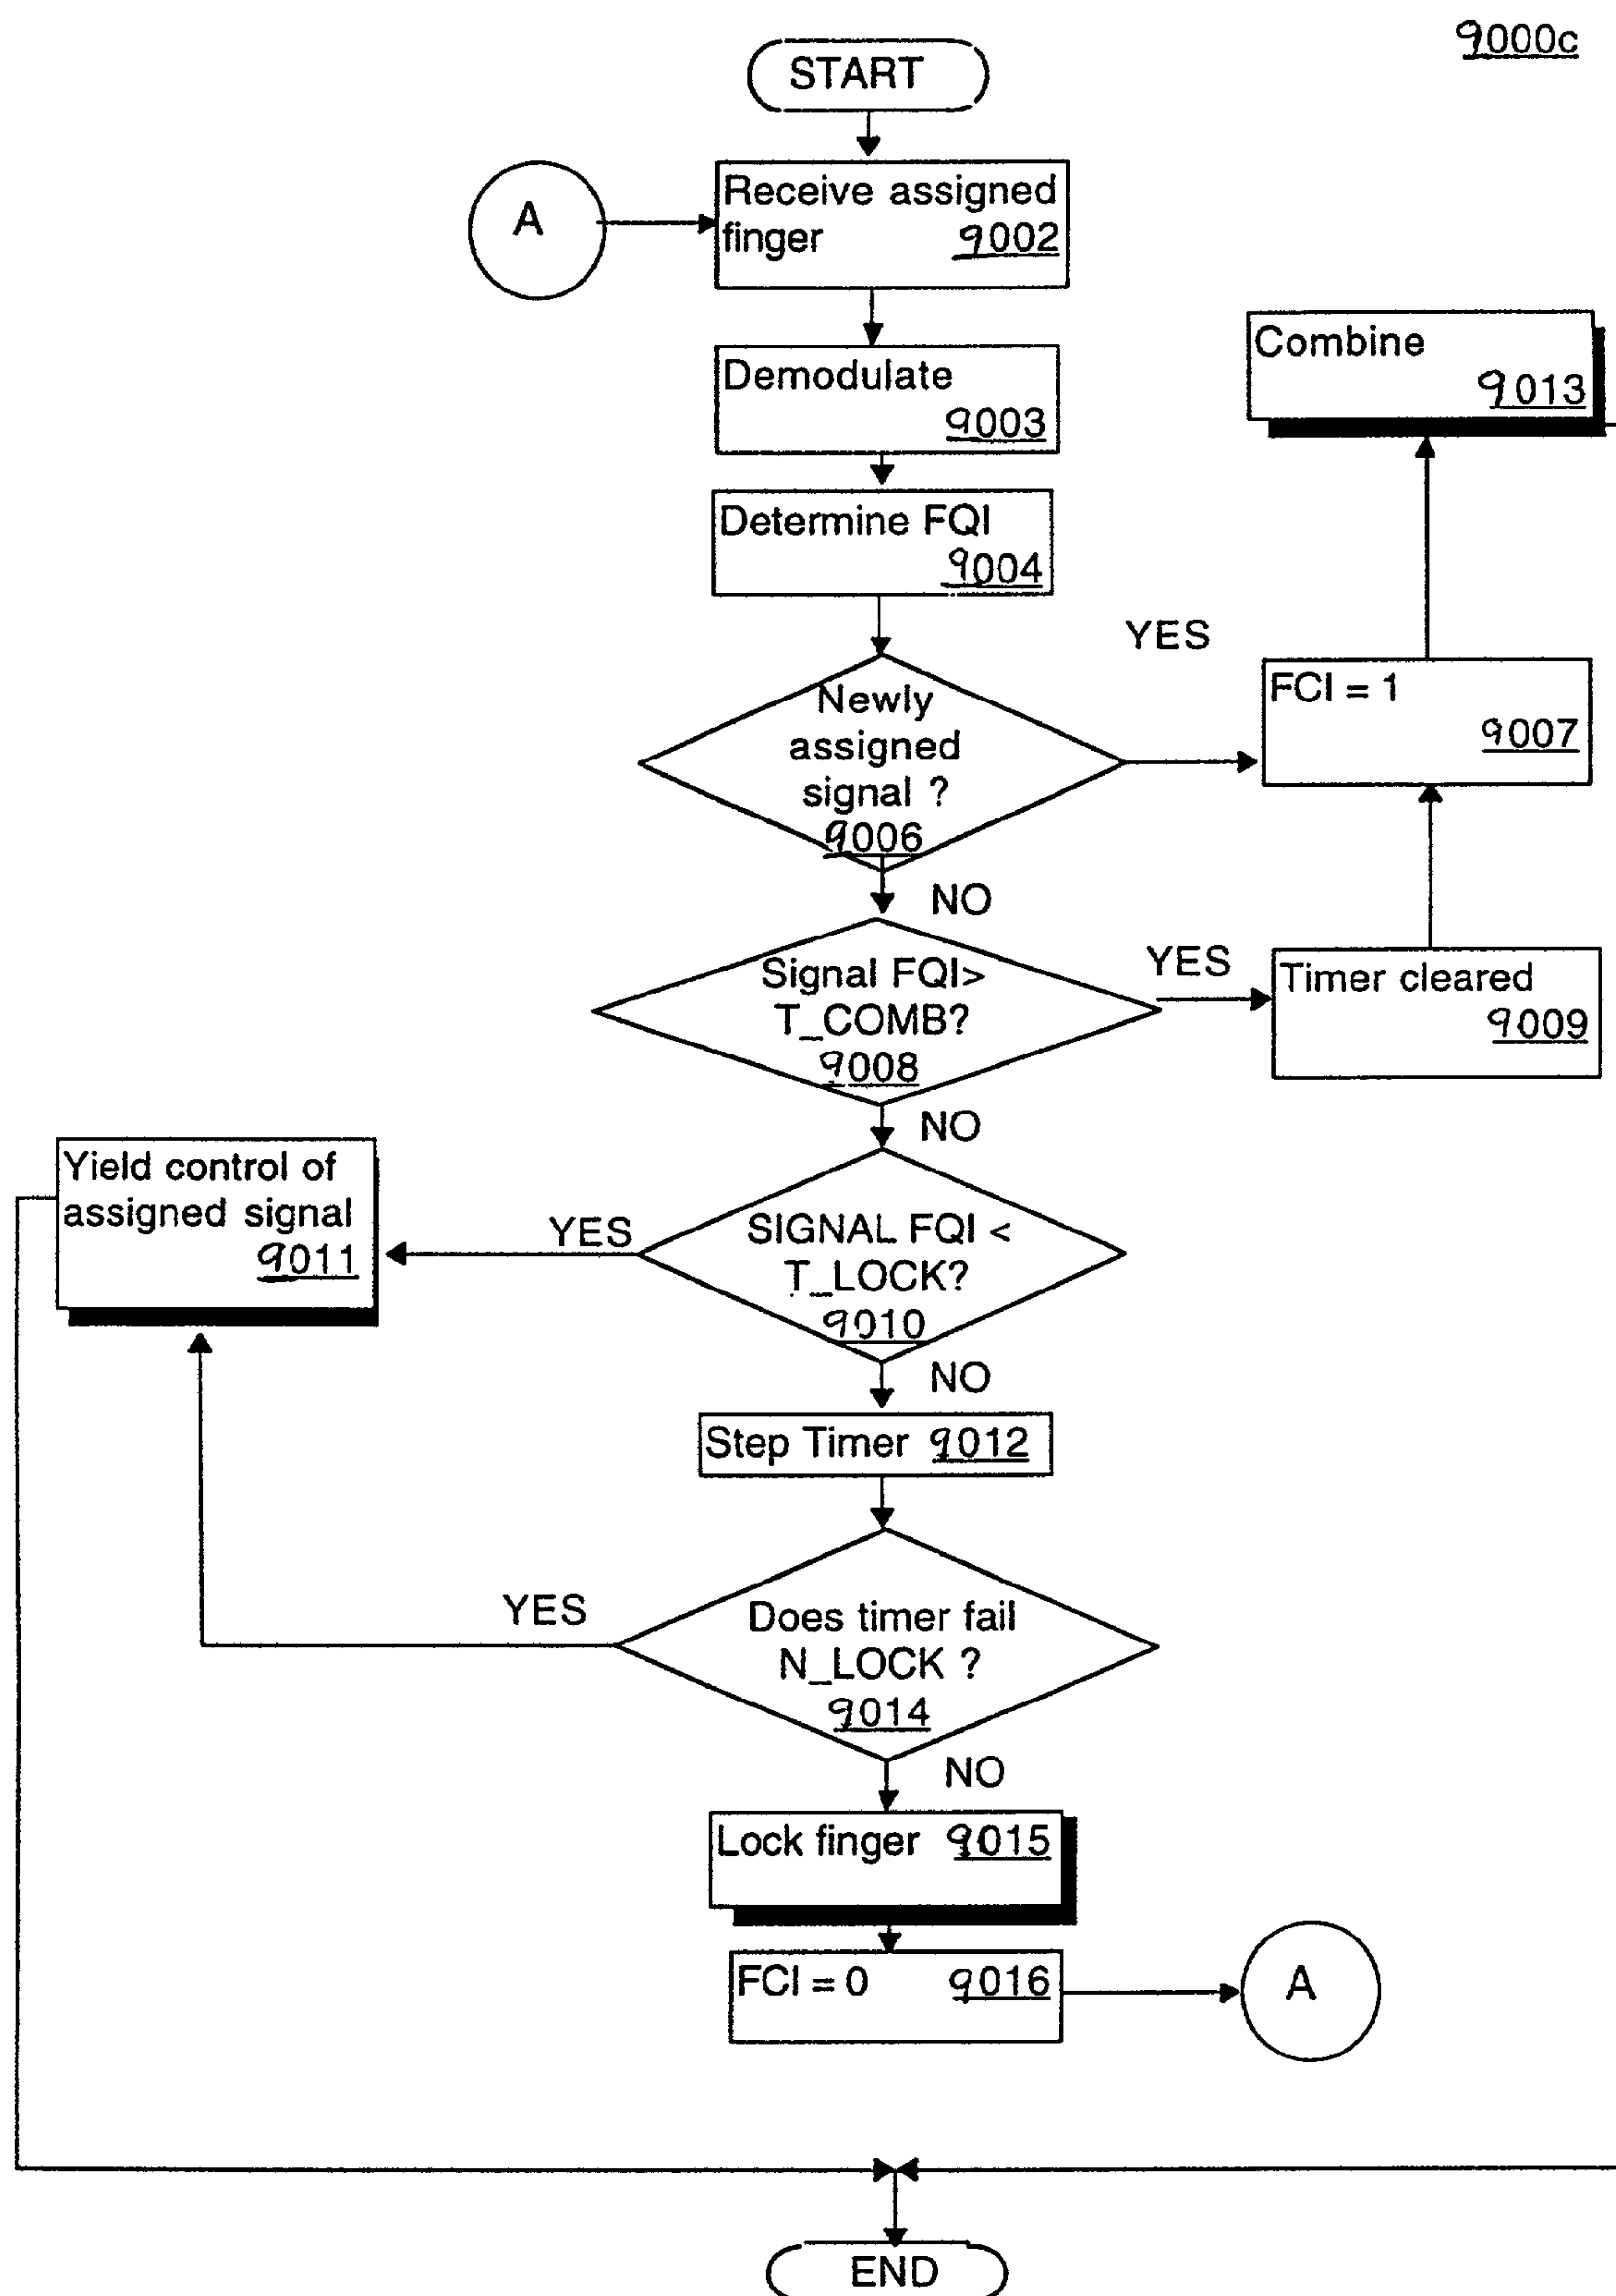 9000c
START
A
Receive assigned
finger 9002
Demodulate
9003
Combine
9013
Determine FQI
9004
YES
Newly
assigned
signal ?
9006
FCI = 1
9007
NO
Signal FQI>
T_COMB?
9008
YES
Timer cleared
9009
NO
Yield control of
assigned signal
9011
YES
SIGNAL FQI <
T_LOCK?
9010
NO
Step Timer 9012
YES
Does timer fail
N_LOCK ?
9014
NO
Lock finger 9015
FCI = 0 9016
A
END